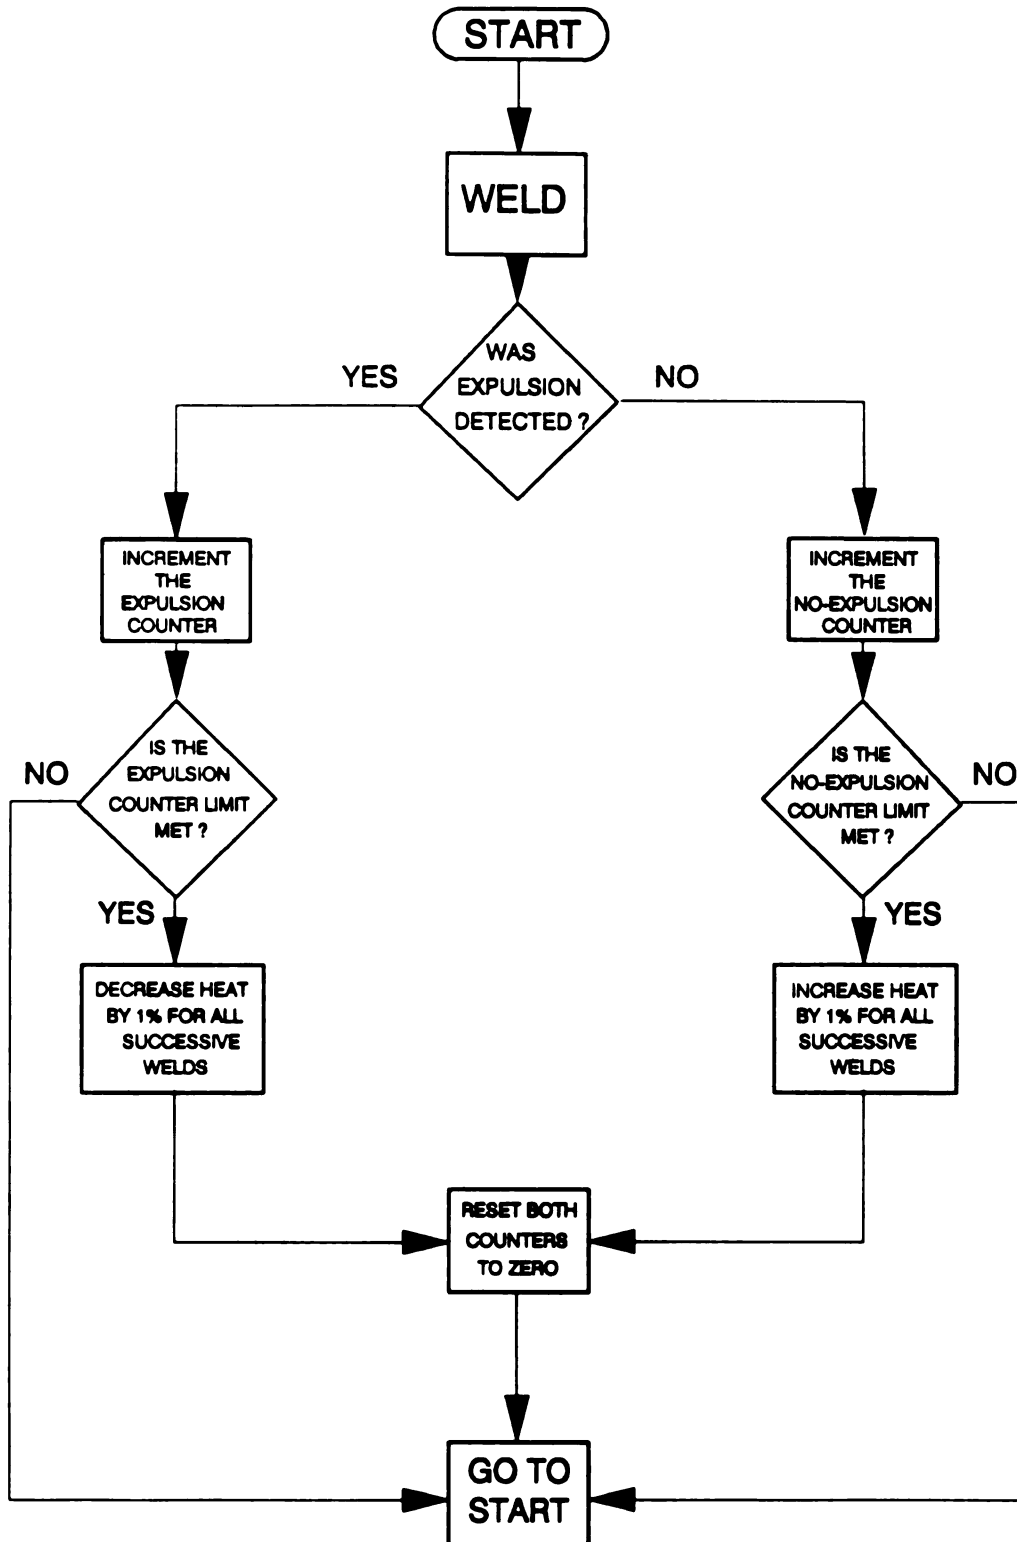 START
WELD
WAS
EXPULSION
DETECTED ?
YES
NO
INCREMENT
THE
EXPULSION
COUNTER
INCREMENT
THE
NO-EXPULSION
COUNTER
IS THE
EXPULSION
COUNTER LIMIT
MET ?
NO
IS THE
NO-EXPULSION
COUNTER LIMIT
MET ?
NO
YES
YES
DECREASE HEAT
BY 1% FOR ALL
SUCCESSIVE
WELDS
INCREASE HEAT
BY 1% FOR ALL
SUCCESSIVE
WELDS
RESET BOTH
COUNTERS
TO ZERO
GO TO
START